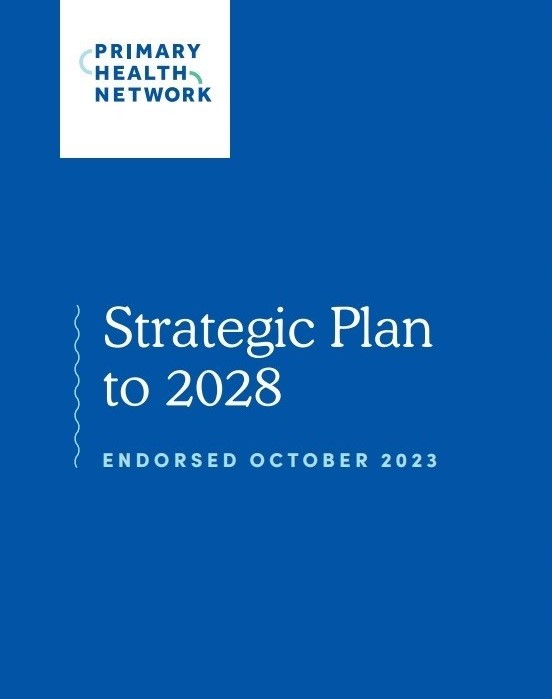 PRIMARY
HEALTH
NETWORK
Strategic Plan
to 2028
ENDORSED OCTOBER 2023